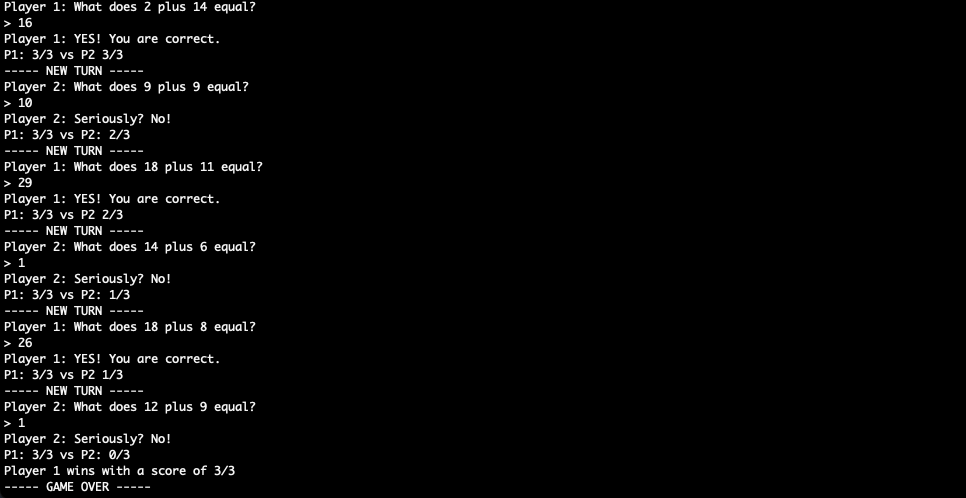 Player 1: What does 2 plus 14 equal?
> 16
Player 1: YES! You are correct.
P1: 3/3 vs P2 3/3
----- NEW TURN -----
Player 2: What does 9 plus 9 equal?
> 10
Player 2: Seriously? No!
P1: 3/3 vs P2: 2/3
----- NEW TURN -----
Player 1: What does 18 plus 11 equal?
> 29
Player 1: YES! You are correct.
P1: 3/3 vs P2 2/3
----- NEW TURN -----
Player 2: What does 14 plus 6 equal?
> 1
Player 2: Seriously? No!
P1: 3/3 vs P2: 1/3
----- NEW TURN -----
Player 1: What does 18 plus 8 equal?
> 26
Player 1: YES! You are correct.
P1: 3/3 vs P2 1/3
----- NEW TURN -----
Player 2: What does 12 plus 9 equal?
> 1
Player 2: Seriously? No!
P1: 3/3 vs P2: 0/3
Player 1 wins with a score of 3/3
----- GAME OVER -----